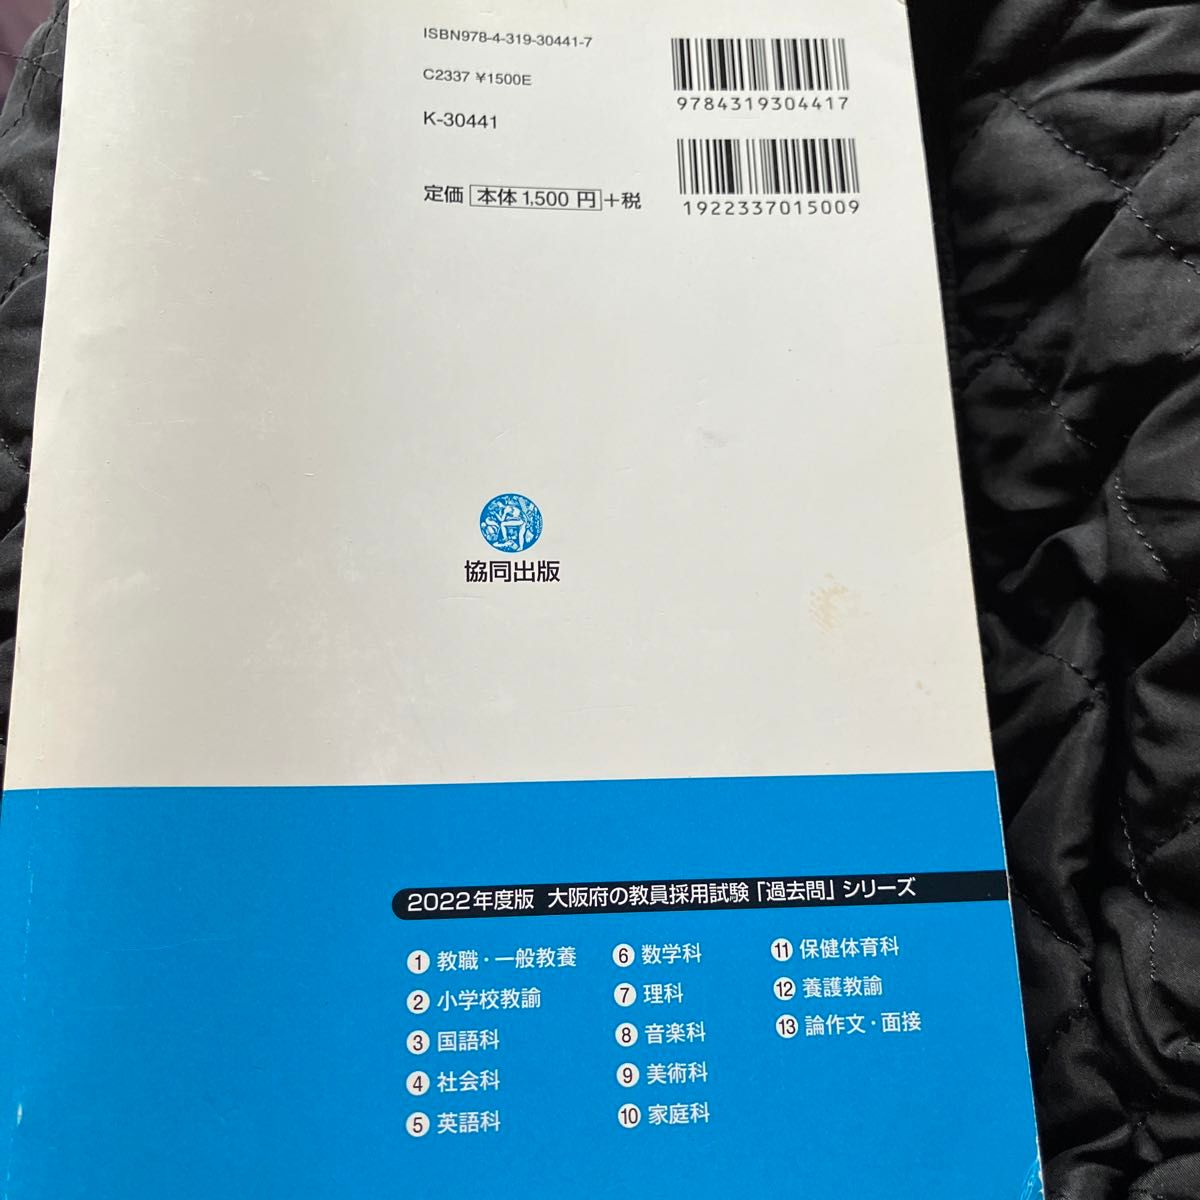 ISBN978-4-319-30441-7
C2337 ¥1500E
K-30441
定価 本体1,500円+税
9784319304417
1922337015009
協同出版
2022年度版 大阪府の教員採用試験「過去問」シリーズ
1 教職・一般教養
2 小学校教諭
3 国語科
4 社会科
5 英語科
6 数学科
7 理科
8 音楽科
9 美術科
10 家庭科
11 保健体育科
12 養護教諭
13 論作文・面接